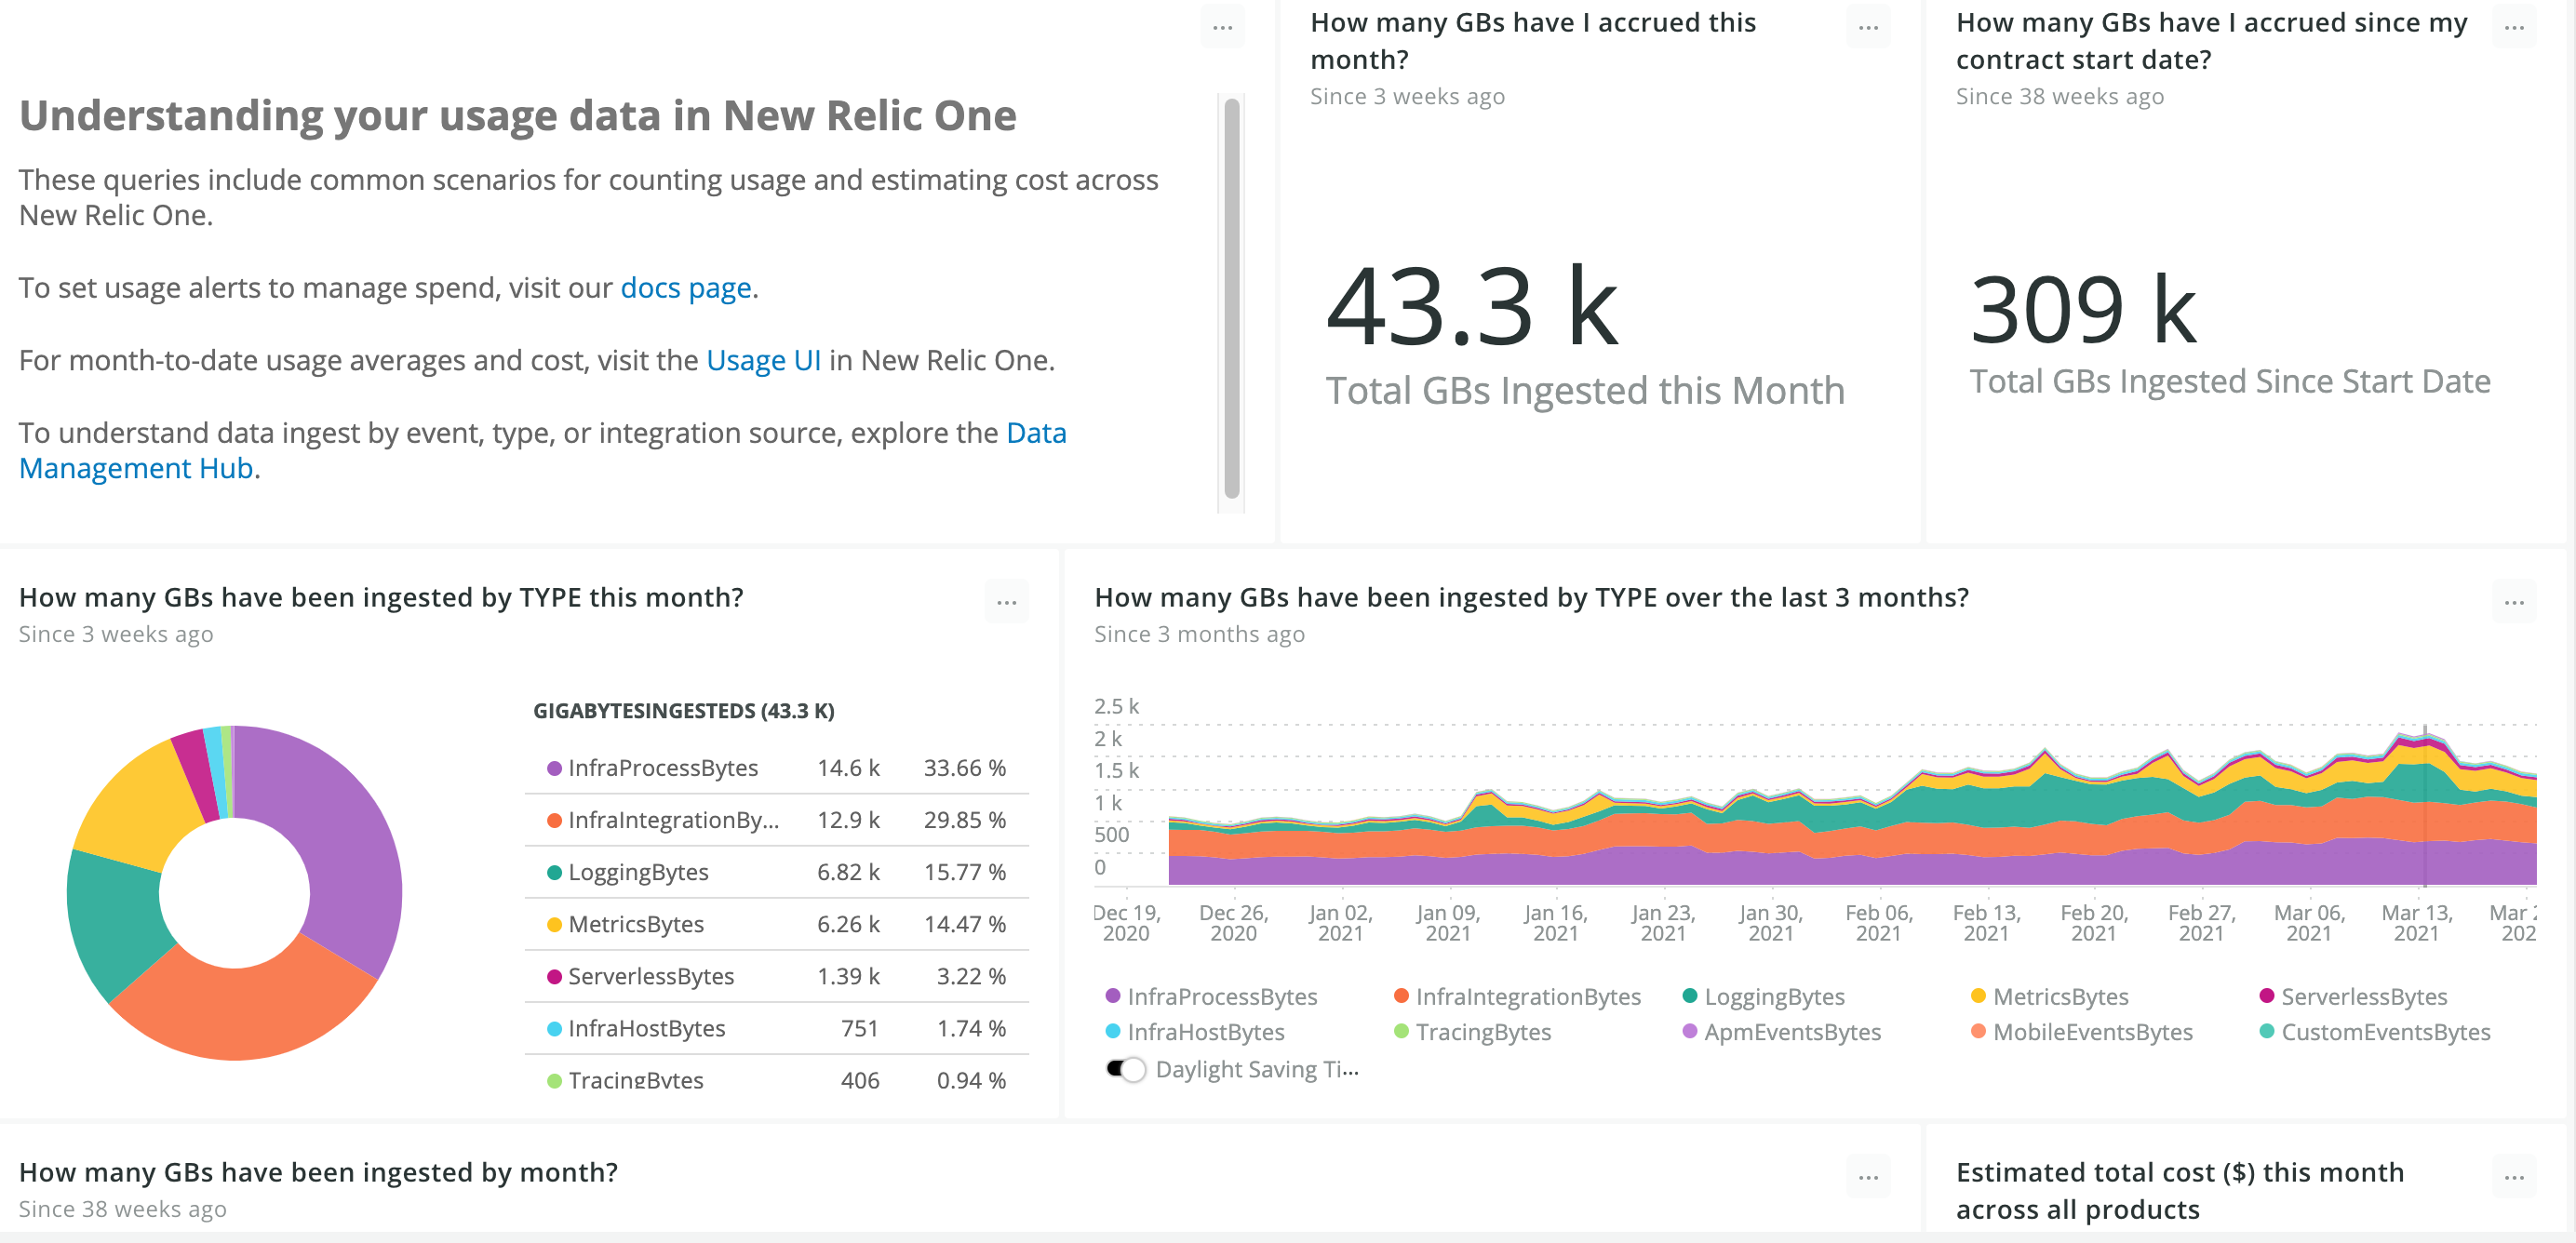 ...
Understanding your usage data in New Relic One
These queries include common scenarios for counting usage and estimating cost across
New Relic One.
To set usage alerts to manage spend, visit our docs page.
For month-to-date usage averages and cost, visit the Usage UI in New Relic One.
To understand data ingest by event, type, or integration source, explore the Data
Management Hub.
How many GBs have I accrued this
month?
...
Since 3 weeks ago
43.3 k
Total GBs Ingested this Month
How many GBs have I accrued since my
contract start date?
...
Since 38 weeks ago
309 k
Total GBs Ingested Since Start Date
How many GBs have been ingested by TYPE this month?
...
Since 3 weeks ago
GIGABYTESINGESTEDS (43.3 K)
InfraProcessBytes 14.6 k 33.66 %
InfraIntegrationBy... 12.9 k 29.85 %
LoggingBytes 6.82 k 15.77 %
MetricsBytes 6.26 k 14.47 %
ServerlessBytes 1.39 k 3.22 %
InfraHostBytes 751 1.74 %
TracingBytes 406 0.94 %
How many GBs have been ingested by TYPE over the last 3 months?
...
Since 3 months ago
2.5 k
2 k
1.5 k
1 k
500
0
Dec 19, Dec 26, Jan 02, Jan 09, Jan 16, Jan 23, Jan 30, Feb 06, Feb 13, Feb 20, Feb 27, Mar 06, Mar 13, Mar
2020 2020 2021 2021 2021 2021 2021 2021 2021 2021 2021 2021 2021 202
InfraProcessBytes InfraIntegrationBytes LoggingBytes MetricsBytes ServerlessBytes
InfraHostBytes TracingBytes ApmEventsBytes MobileEventsBytes CustomEventsBytes
Daylight Saving Ti...
How many GBs have been ingested by month?
...
Since 38 weeks ago
Estimated total cost ($) this month
across all products
...